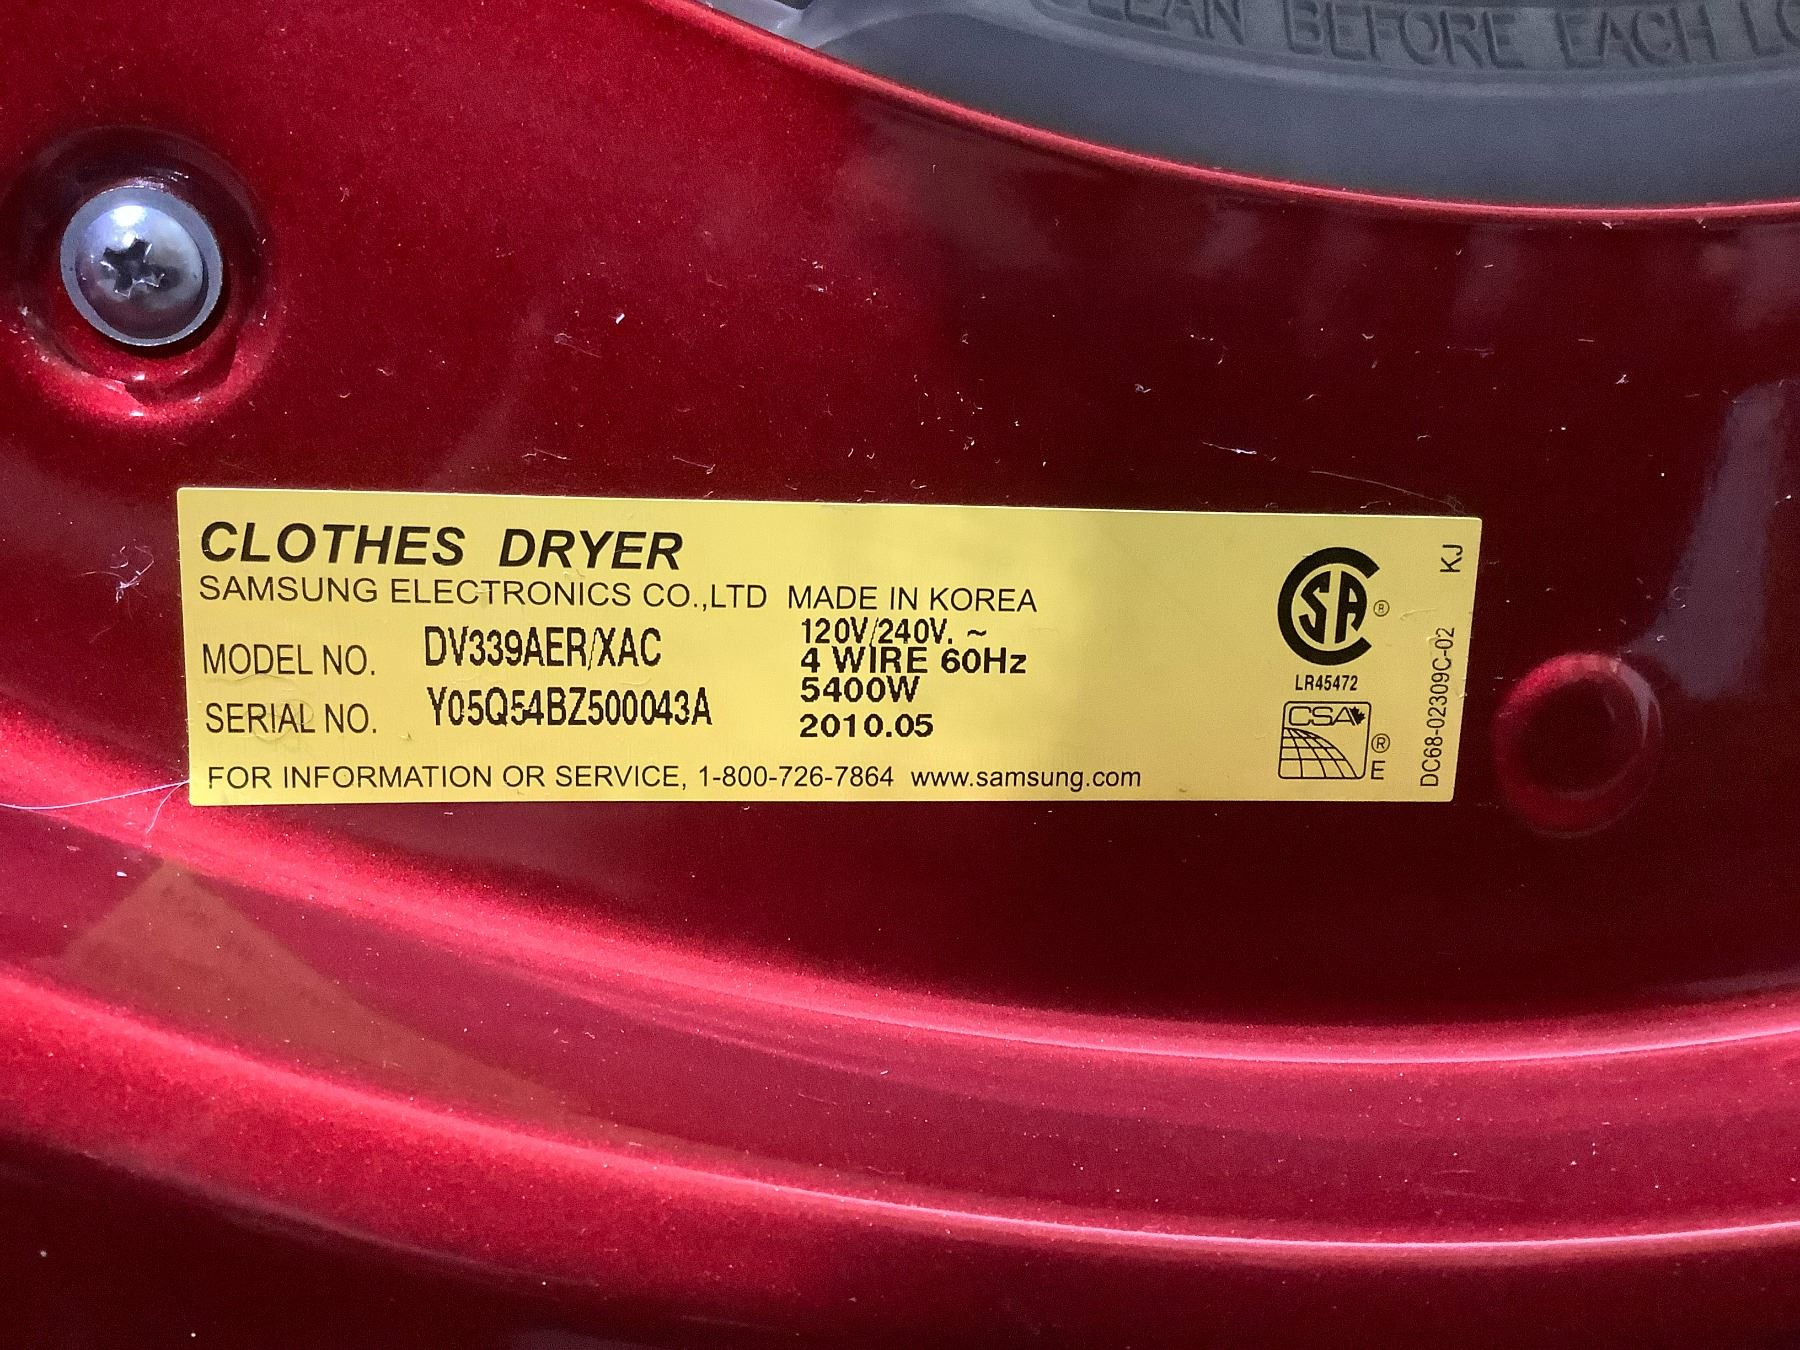 CLEAN BEFORE EACH LO
CLOTHES DRYER
SAMSUNG ELECTRONICS CO.,LTD MADE IN KOREA
MODEL NO. DV339AER/XAC
SERIAL NO. Y05Q54BZ500043A
120V/240V. ~
4 WIRE 60Hz
5400W
2010.05
FOR INFORMATION OR SERVICE, 1-800-726-7864 www.samsung.com
SA ®
LR45472
CSA ®
E
KJ
DC68-02309C-02